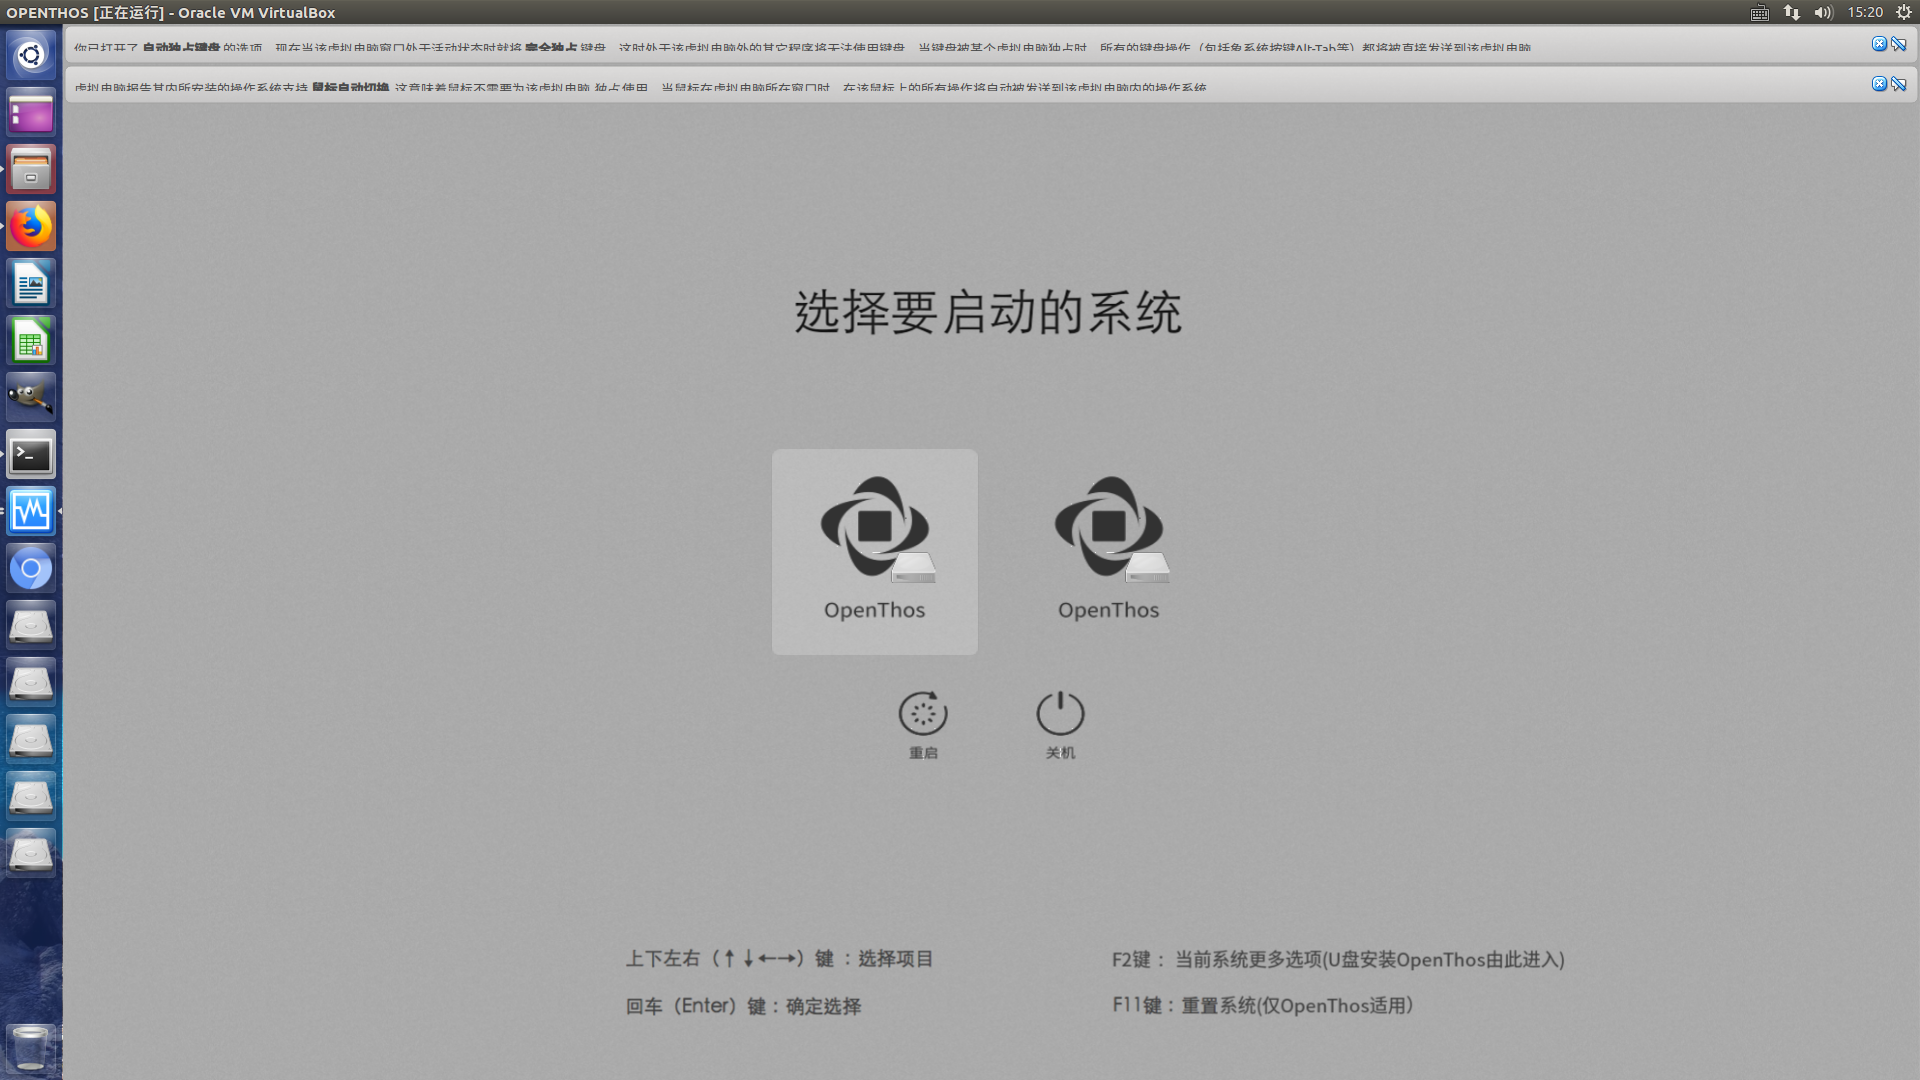 OPENTHOS [正在运行] - Oracle VM VirtualBox
15:20
你已打开了 自动独占键盘 的选项。现在当该虚拟电脑窗口处于活动状态时就将 完全独占 键盘，这时处于该虚拟电脑外的其它程序将无法使用键盘。当键盘被某个虚拟电脑独占时，所有的键盘操作（包括象系统按键Alt-Tab等）都将被直接发送到该虚拟电脑
虚拟电脑报告其内所安装的操作系统支持 鼠标自动切换. 这意味着鼠标不需要为该虚拟电脑 独占使用。当鼠标在虚拟电脑所在窗口时，在该鼠标上的所有操作将自动被发送到该虚拟电脑内的操作系统
选择要启动的系统
OpenThos
OpenThos
重启
关机
上下左右（↑↓←→）键 ：选择项目
F2键： 当前系统更多选项(U盘安装OpenThos由此进入)
回车（Enter）键：确定选择
F11键：重置系统(仅OpenThos适用）